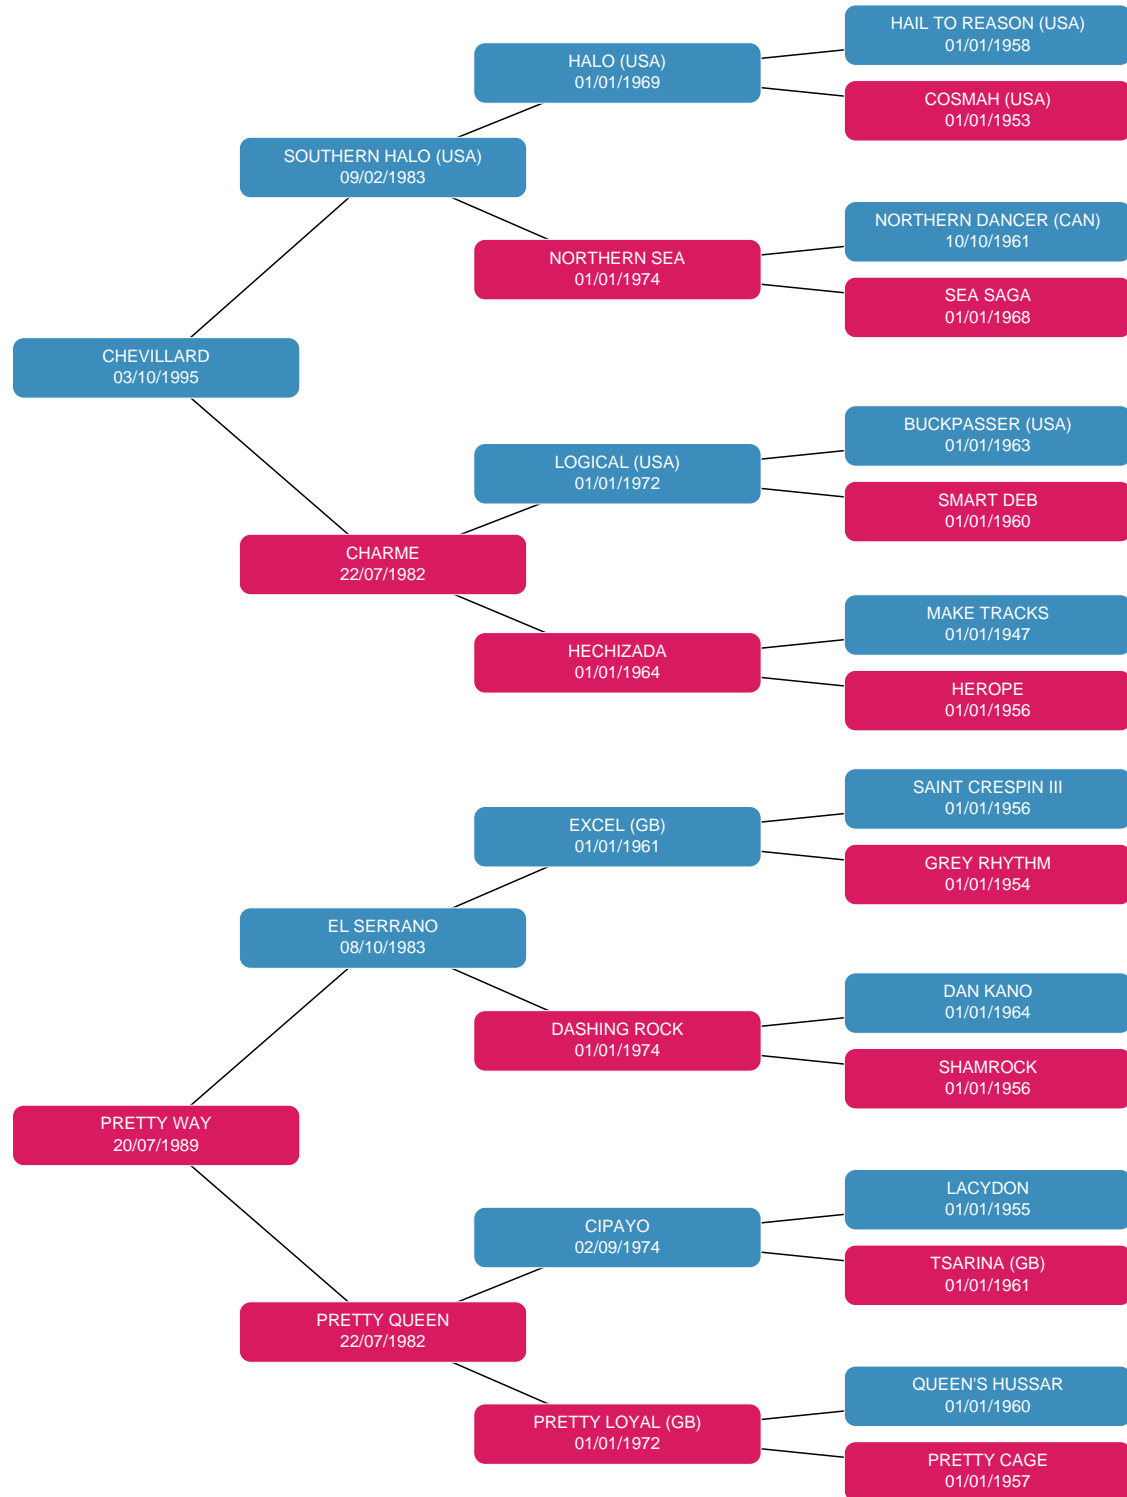 HAIL TO REASON (USA)
01/01/1958
HALO (USA)
01/01/1969
COSMAH (USA)
01/01/1953
SOUTHERN HALO (USA)
09/02/1983
NORTHERN DANCER (CAN)
10/10/1961
NORTHERN SEA
01/01/1974
SEA SAGA
01/01/1968
CHEVILLARD
03/10/1995
BUCKPASSER (USA)
01/01/1963
LOGICAL (USA)
01/01/1972
SMART DEB
01/01/1960
CHARME
22/07/1982
MAKE TRACKS
01/01/1947
HECHIZADA
01/01/1964
HEROPE
01/01/1956
SAINT CRESPIN III
01/01/1956
EXCEL (GB)
01/01/1961
GREY RHYTHM
01/01/1954
EL SERRANO
08/10/1983
DAN KANO
01/01/1964
DASHING ROCK
01/01/1974
SHAMROCK
01/01/1956
PRETTY WAY
20/07/1989
LACYDON
01/01/1955
CIPAYO
02/09/1974
TSARINA (GB)
01/01/1961
PRETTY QUEEN
22/07/1982
QUEEN'S HUSSAR
01/01/1960
PRETTY LOYAL (GB)
01/01/1972
PRETTY CAGE
01/01/1957